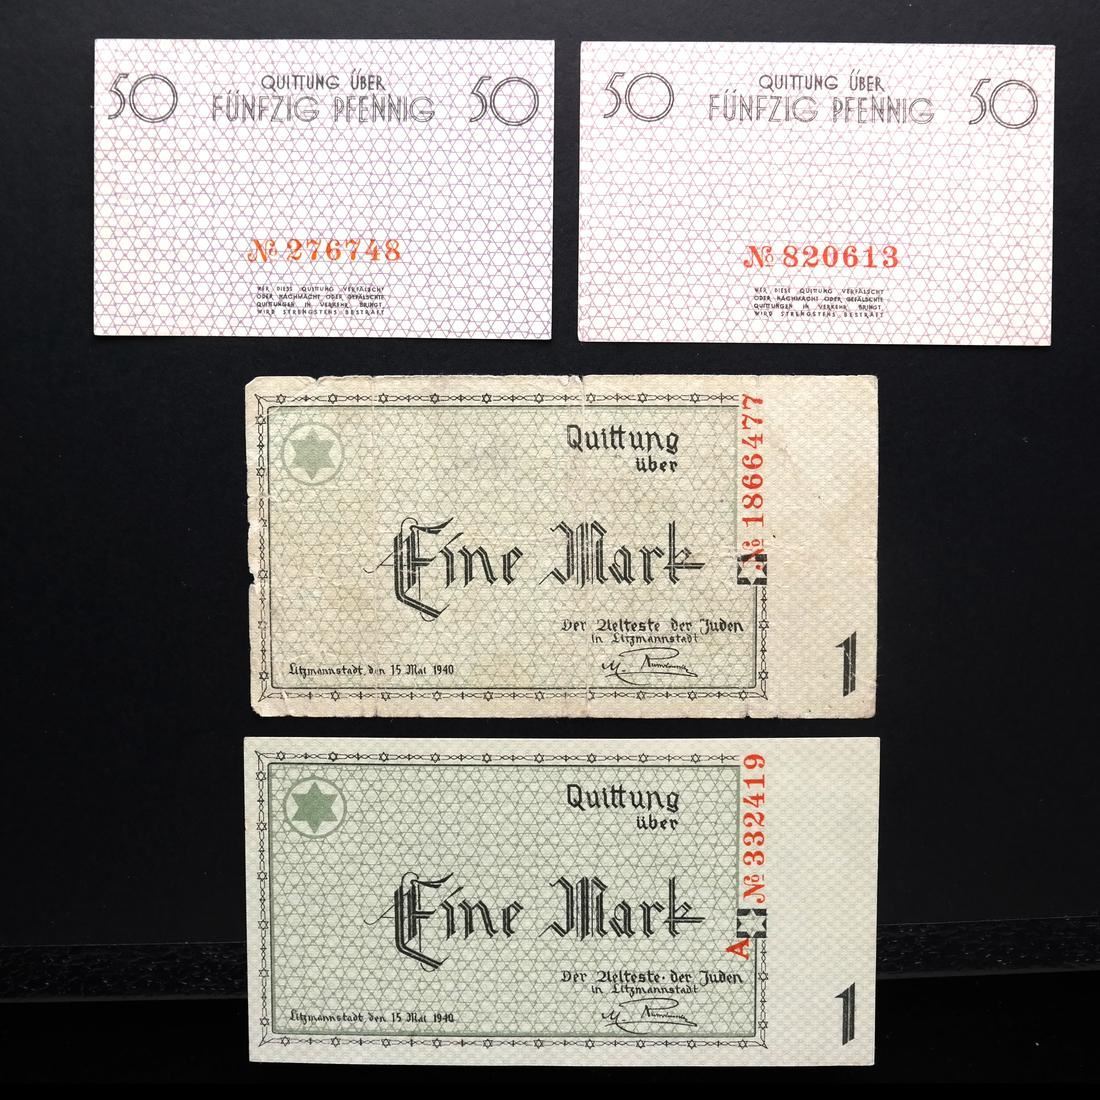 50 QUITTUNG ÜBER 50
FÜNFZIG PFENNIG
№ 276748
WER DIESE QUITTUNG VERFÄLSCHT
ODER NACHMACHT ODER GEFÄLSCHTE
QUITTUNGEN IN VERKEHR BRINGT,
WIRD STRENGSTENS BESTRAFT
50 QUITTUNG ÜBER 50
FÜNFZIG PFENNIG
№ 820613
WER DIESE QUITTUNG VERFÄLSCHT
ODER NACHMACHT ODER GEFÄLSCHTE
QUITTUNGEN IN VERKEHR BRINGT,
WIRD STRENGSTENS BESTRAFT
Quittung
über
Eine Mark
Der Aelteste der Juden
in Litzmannstadt
Litzmannstadt, den 15 Mai 1940
№ 1866477
1
Quittung
über
Eine Mark
Der Aelteste der Juden
in Litzmannstadt
Litzmannstadt, den 15 Mai 1940
№ 332419
A
1